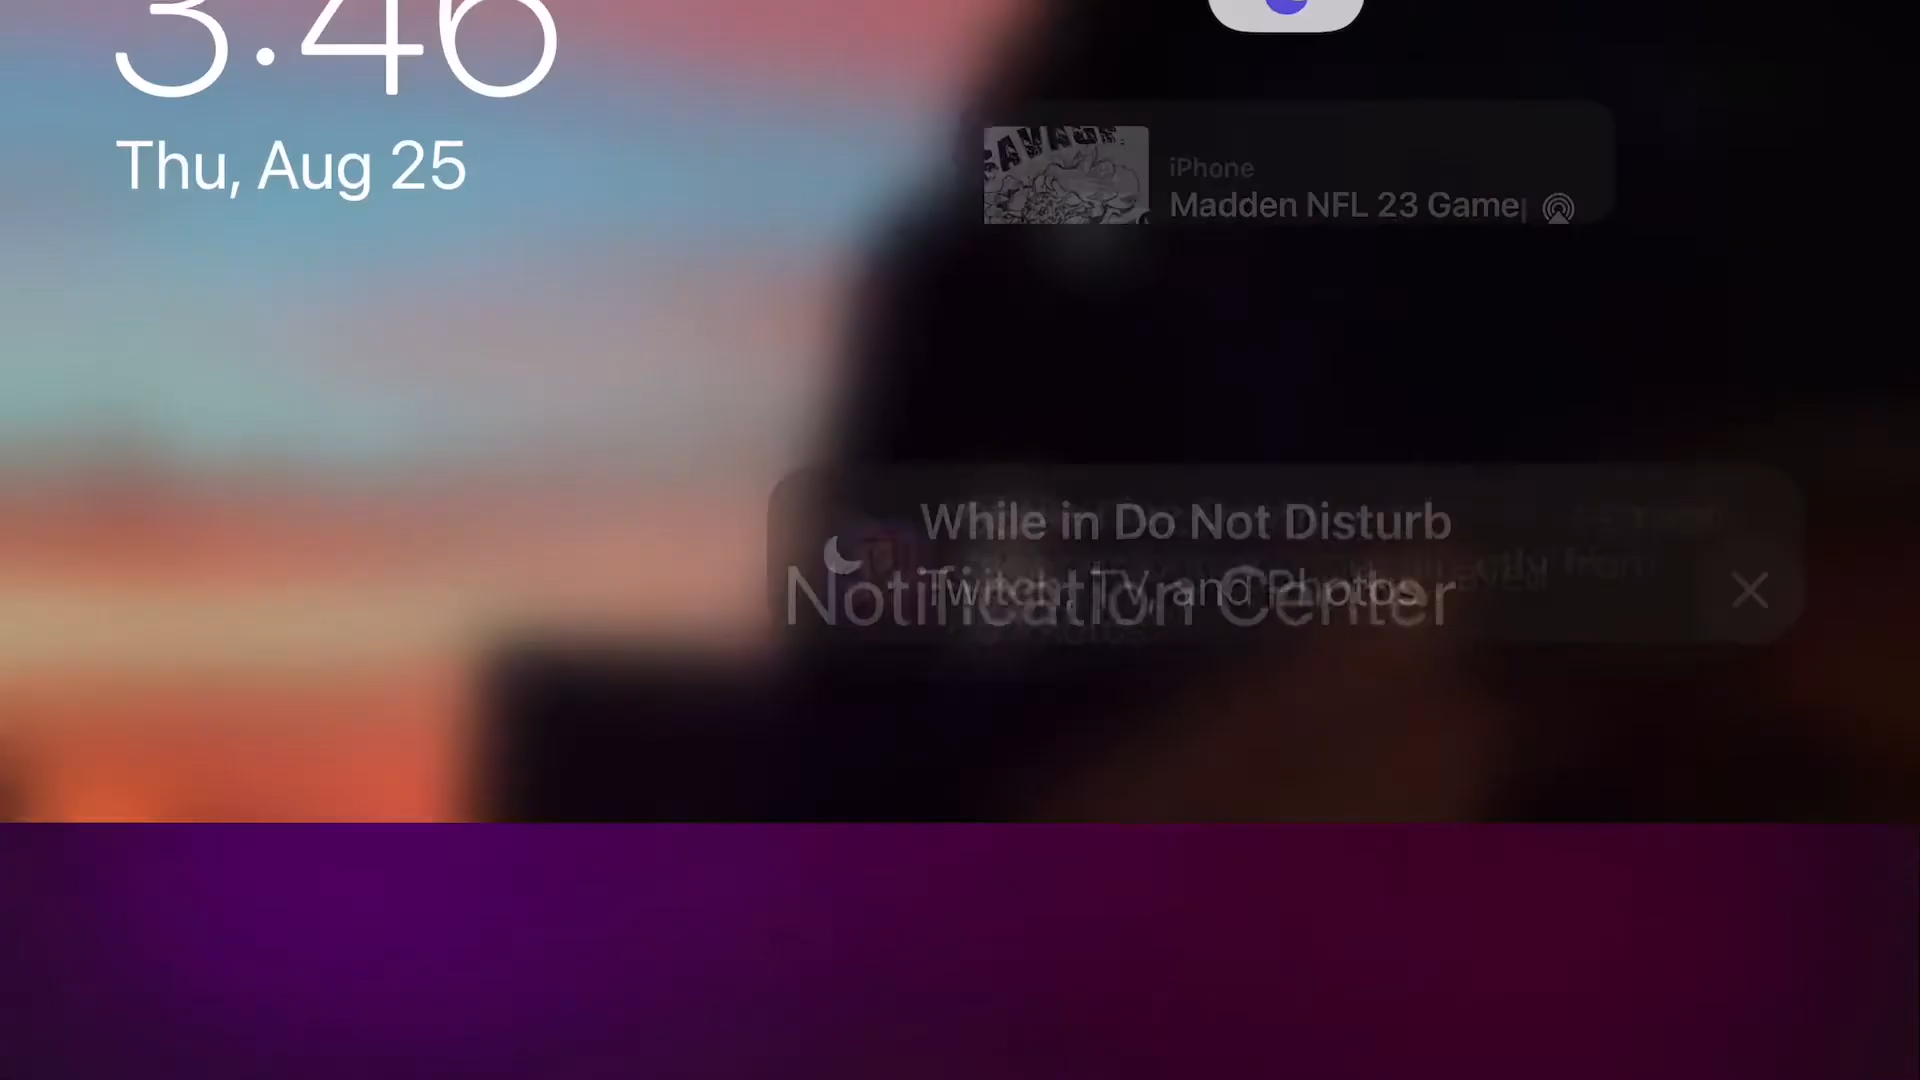 3:46
Thu, Aug 25
SAVAGE
iPhone
Madden NFL 23 Game
While in Do Not Disturb
Twitch, TV, and Photos
Notification Center